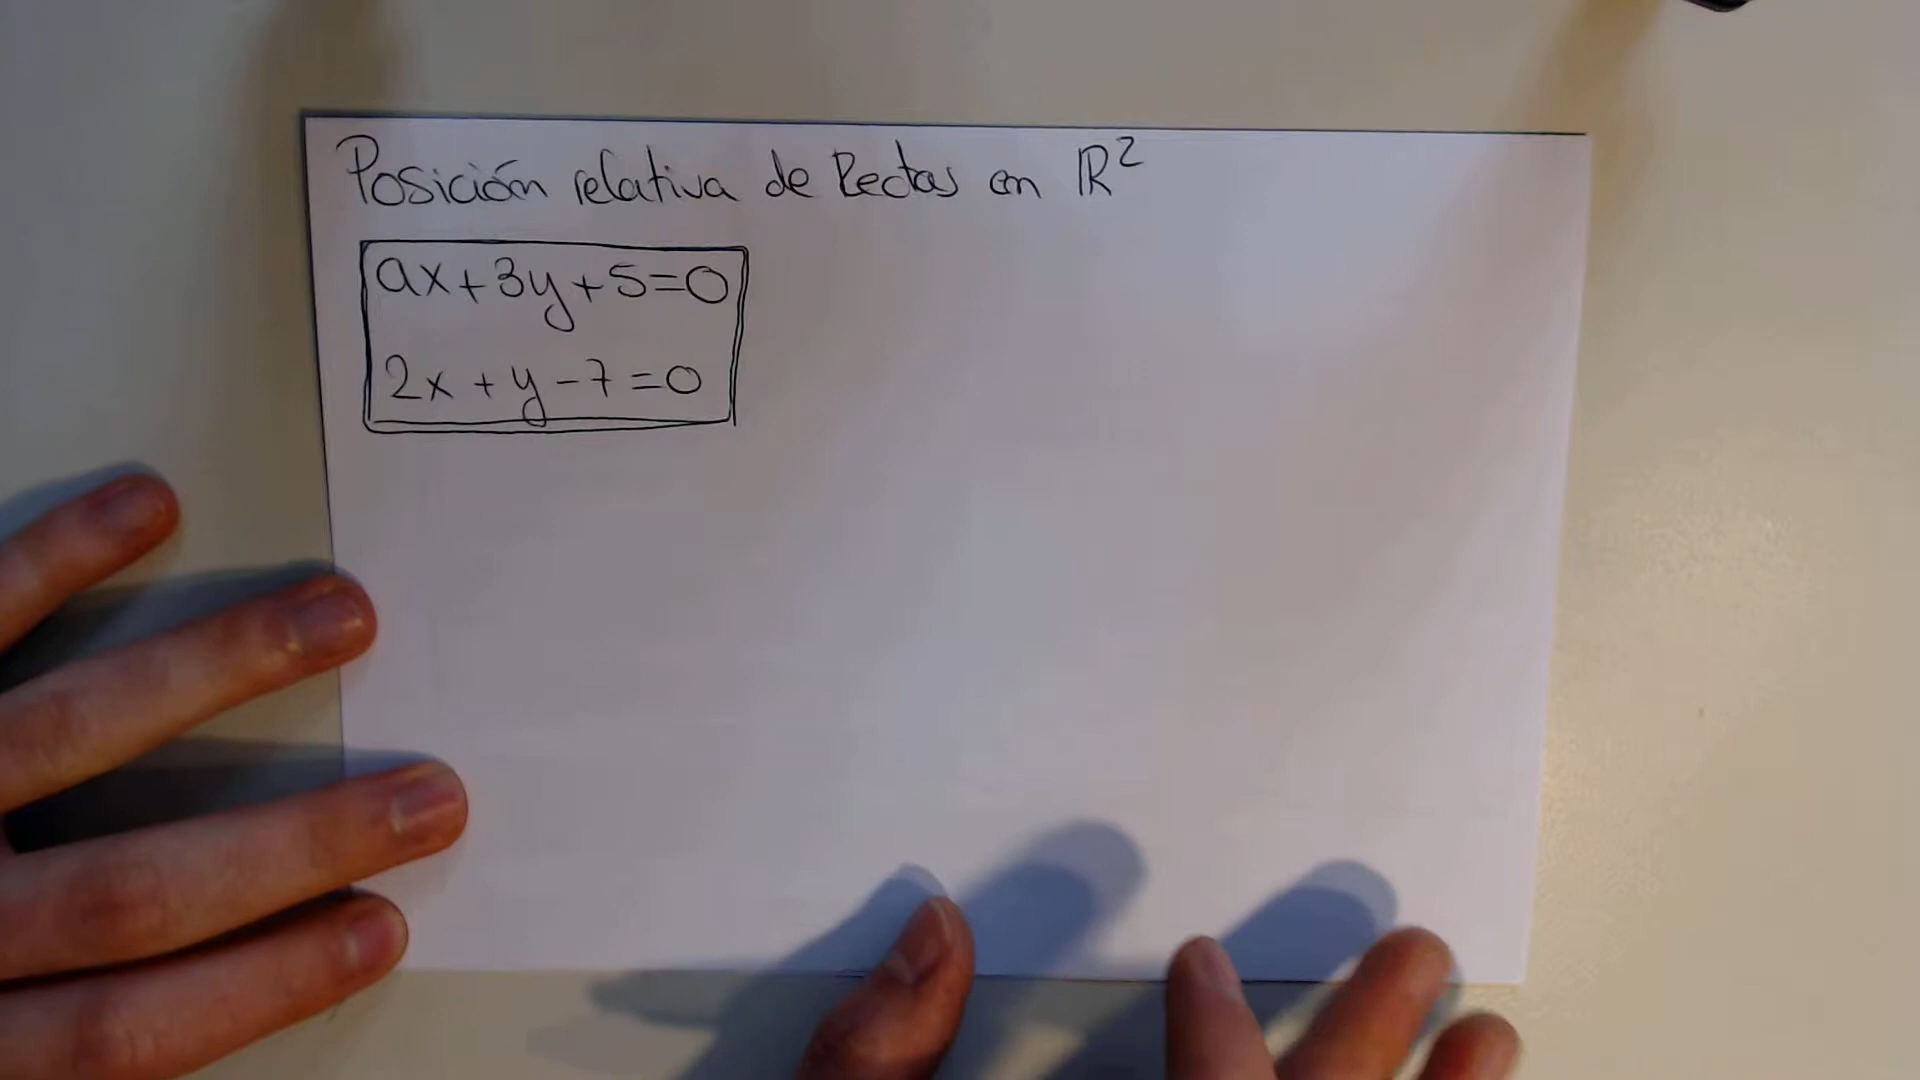 Posición relativa de Rectas en ℝ²
ax+3y+5=0
2x+y-7=0